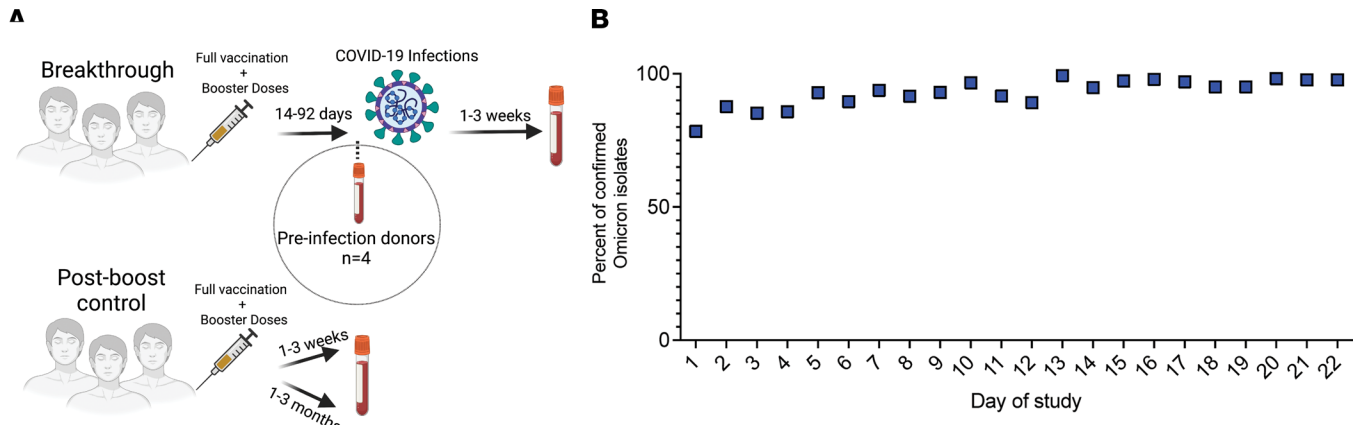 A
Breakthrough
Full vaccination
+
Booster Doses
14-92 days
COVID-19 Infections
1-3 weeks
Pre-infection donors
n=4
Post-boost
control
Full vaccination
+
Booster Doses
1-3 weeks
1-3 months
B
Percent of confirmed
Omicron isolates
100
50
0
1
2
3
4
5
6
7
8
9
10
11
12
13
14
15
16
17
18
19
20
21
22
Day of study